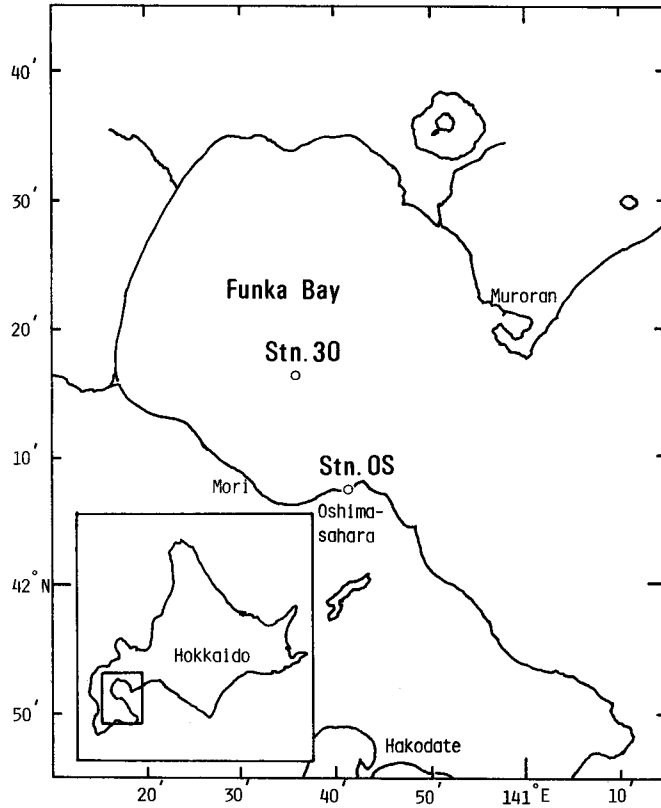 40′
30′
Funka Bay
Muroran
20′
Stn. 30
10′
Stn. OS
Mori
Oshima-
sahara
42°N
Hokkaido
50′
Hakodate
20′
30′
40′
50′
141°E
10′